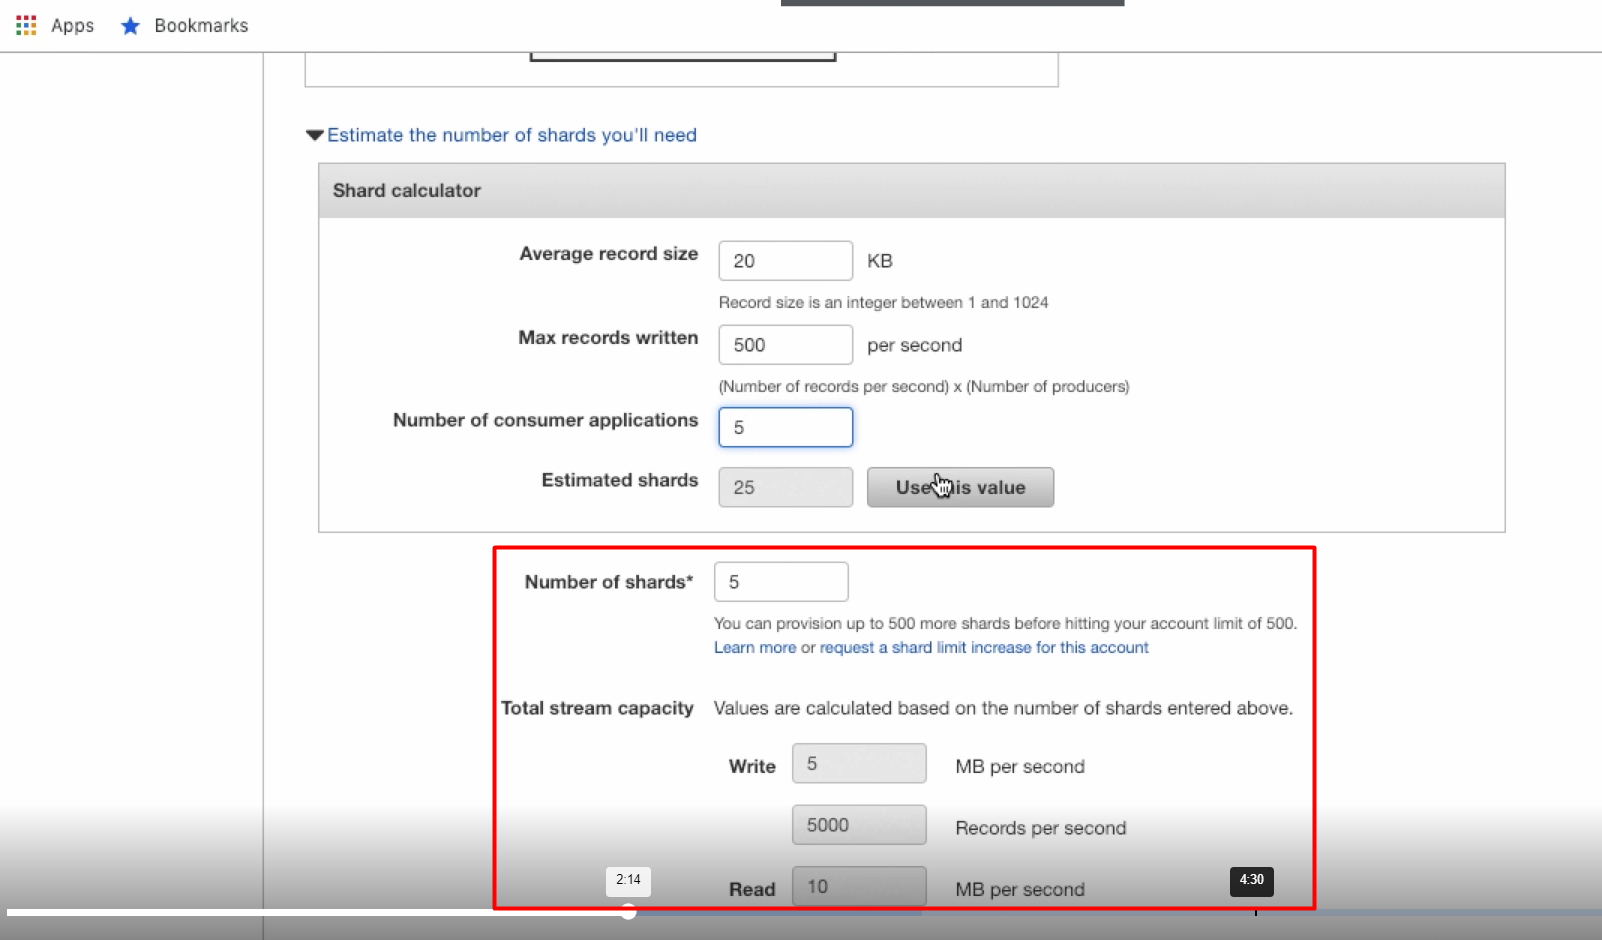 Apps Bookmarks
Estimate the number of shards you'll need
Shard calculator
Average record size 20 KB
Record size is an integer between 1 and 1024
Max records written 500 per second
(Number of records per second) x (Number of producers)
Number of consumer applications 5
Estimated shards 25 Use this value
Number of shards* 5
You can provision up to 500 more shards before hitting your account limit of 500.
Learn more or request a shard limit increase for this account
Total stream capacity Values are calculated based on the number of shards entered above.
Write 5 MB per second
5000 Records per second
2:14 4:30
Read 10 MB per second